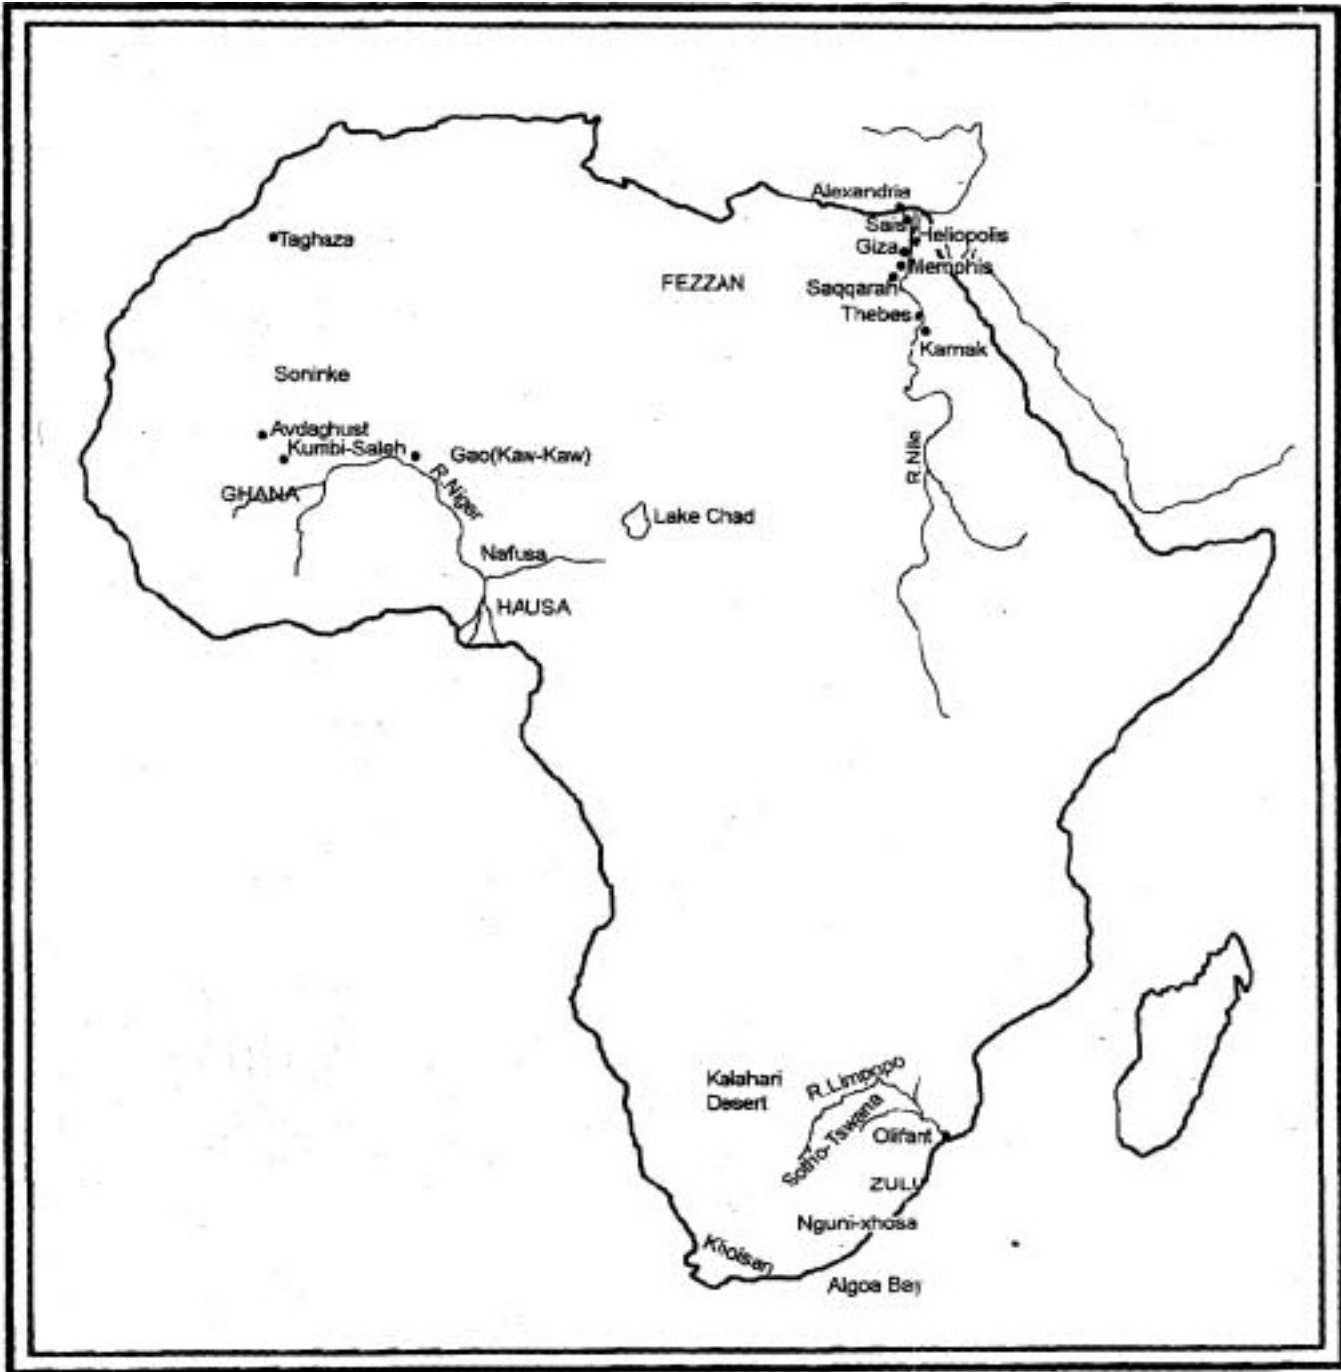 Alexandria
Sais
Heliopolis
Taghaza
Giza
Memphis
FEZZAN
Saqqarah
Thebes
Karnak
Soninke
Avdaghust
Kumbi-Saleh
Gao(Kaw-Kaw)
R.Nile
R.Niger
GHANA
Lake Chad
Nafusa
HAUSA
Kalahari
Desert
R.Limpopo
Sotho-Tswana
Olifant
ZULU
Nguni-xhosa
Khoisan
Algoa Bay